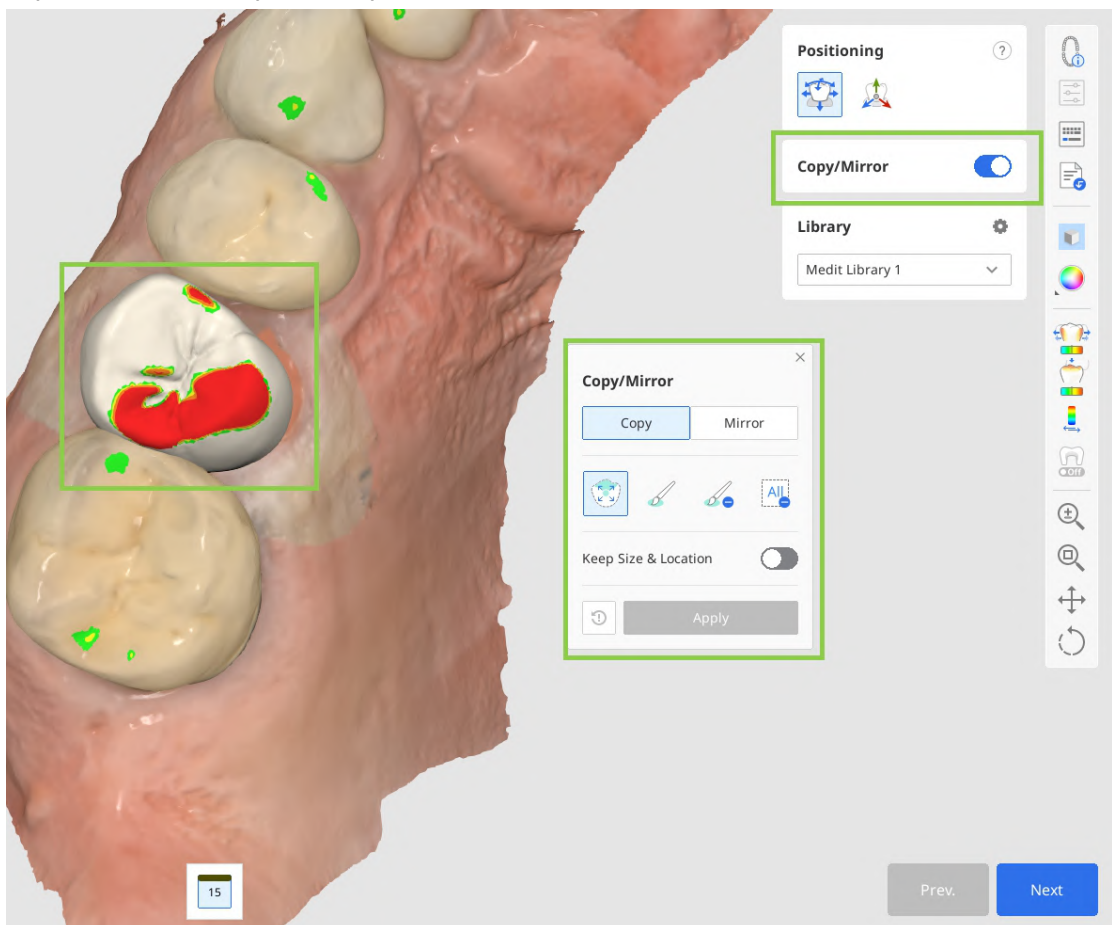 Positioning
?
Copy/Mirror
Library
Medit Library 1
Copy/Mirror
Copy
Mirror
All
Keep Size & Location
Apply
Off
15
Prev.
Next